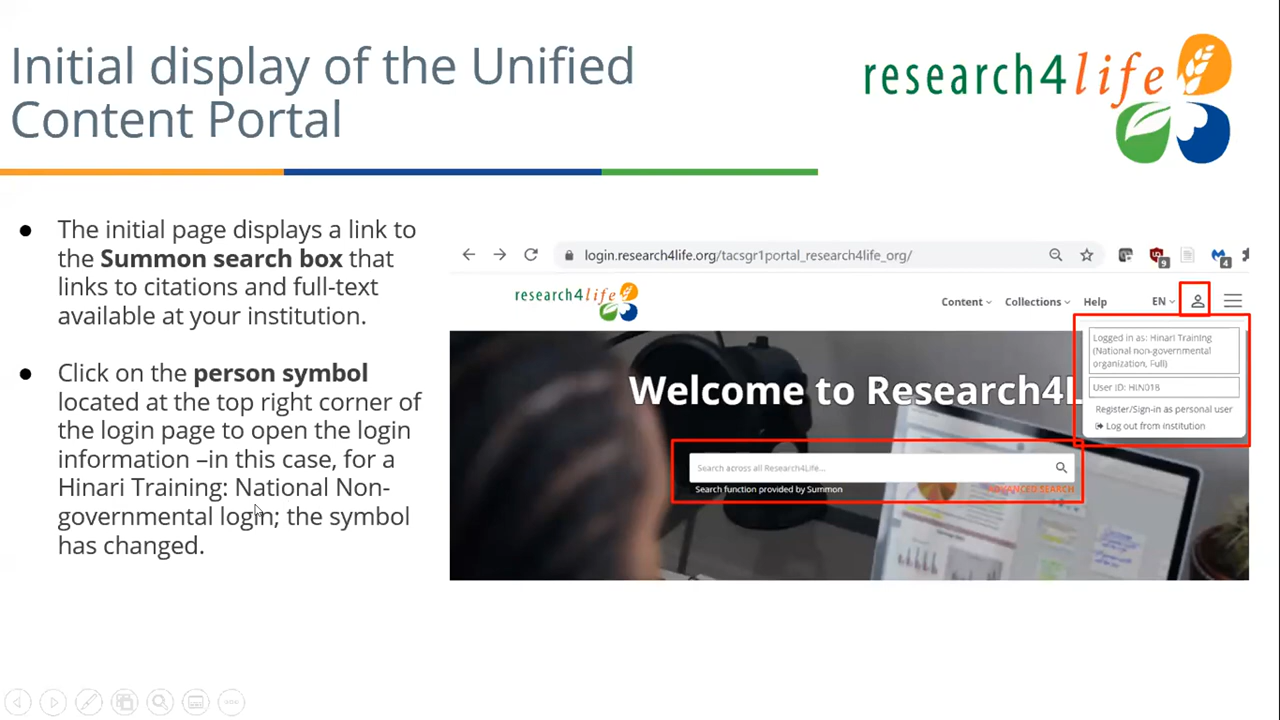 Initial display of the Unified
Content Portal
research4life
The initial page displays a link to
the Summon search box that
links to citations and full-text
available at your institution.
Click on the person symbol
located at the top right corner of
the login page to open the login
information –in this case, for a
Hinari Training: National Non-
governmental login; the symbol
has changed.
login.research4life.org/tacsgr1portal_research4life_org/
9
4
research4life
Content
Collections
Help
EN
Logged in as: Hinari Training
(National non-governmental
organization, Full)
User ID: HIN018
Register/Sign-in as personal user
Log out from institution
Welcome to Research4L
Search across all Research4Life...
Search function provided by Summon
ADVANCED SEARCH